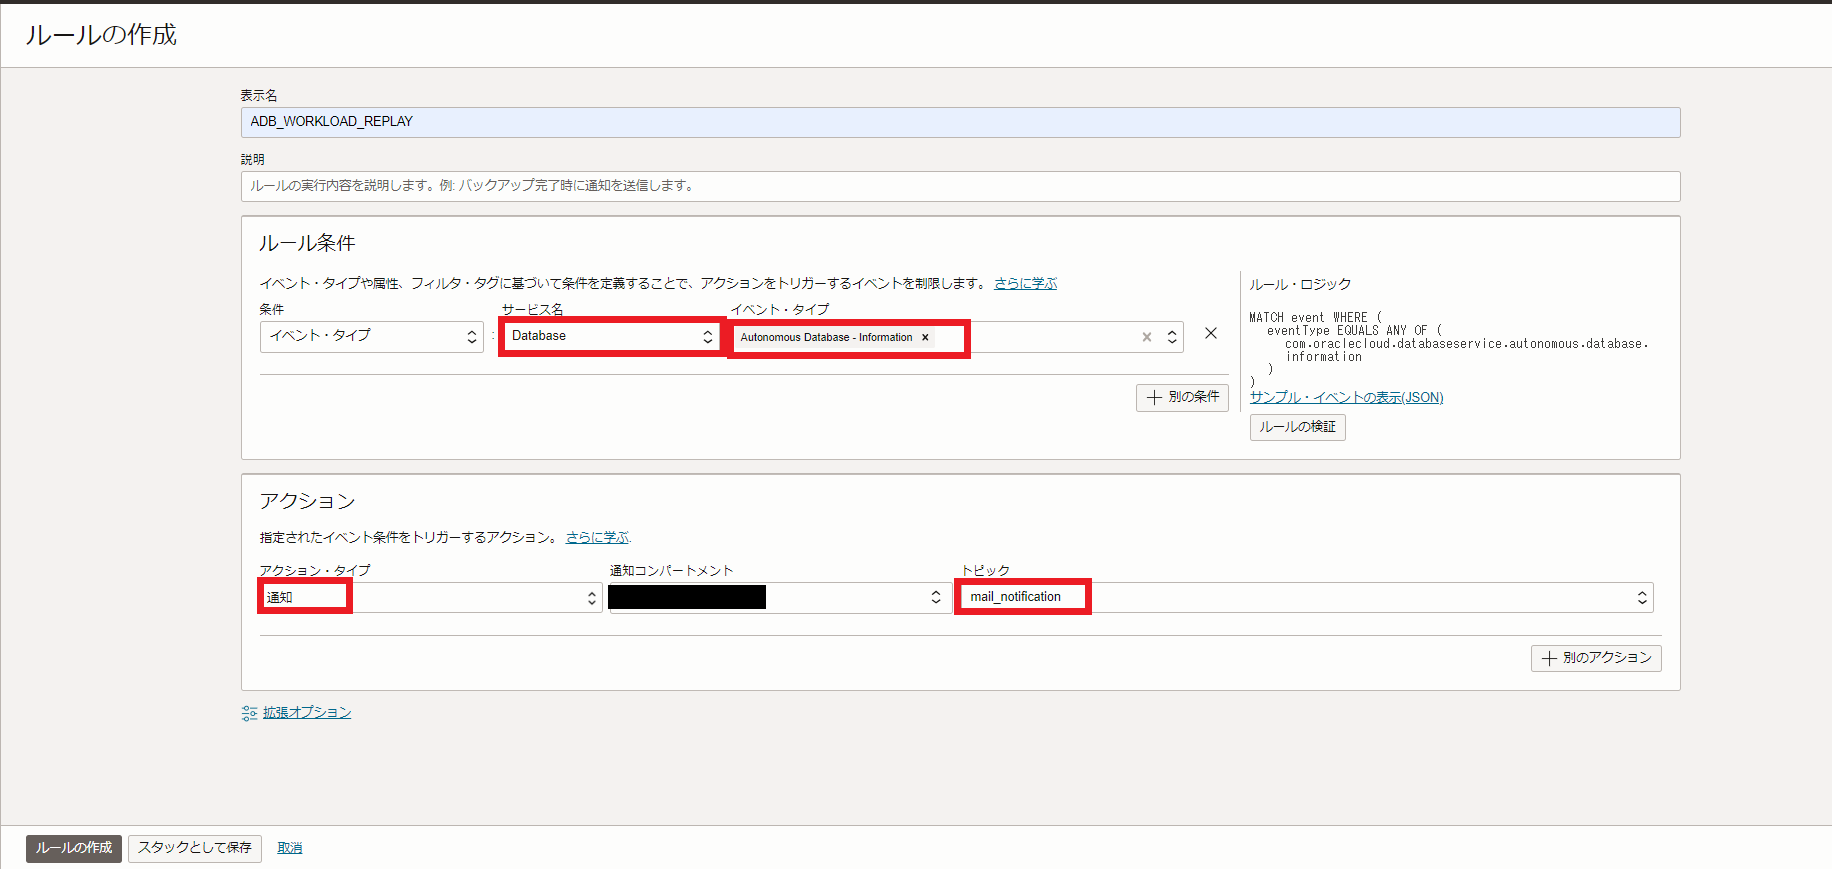 ルールの作成
表示名
ADB_WORKLOAD_REPLAY
説明
ルールの実行内容を説明します。例: バックアップ完了時に通知を送信します。
ルール条件
イベント・タイプや属性、フィルタ・タグに基づいて条件を定義することで、アクションをトリガーするイベントを制限します。 さらに学ぶ
条件 サービス名 イベント・タイプ
イベント・タイプ : Database Autonomous Database - Information
別の条件
ルール・ロジック
MATCH event WHERE (
eventType EQUALS ANY OF (
com.oraclecloud.databaseservice.autonomous.database.
information
)
)
サンプル・イベントの表示(JSON)
ルールの検証
アクション
指定されたイベント条件をトリガーするアクション。 さらに学ぶ.
アクション・タイプ 通知コンパートメント トピック
通知 mail_notification
別のアクション
拡張オプション
ルールの作成 スタックとして保存 取消